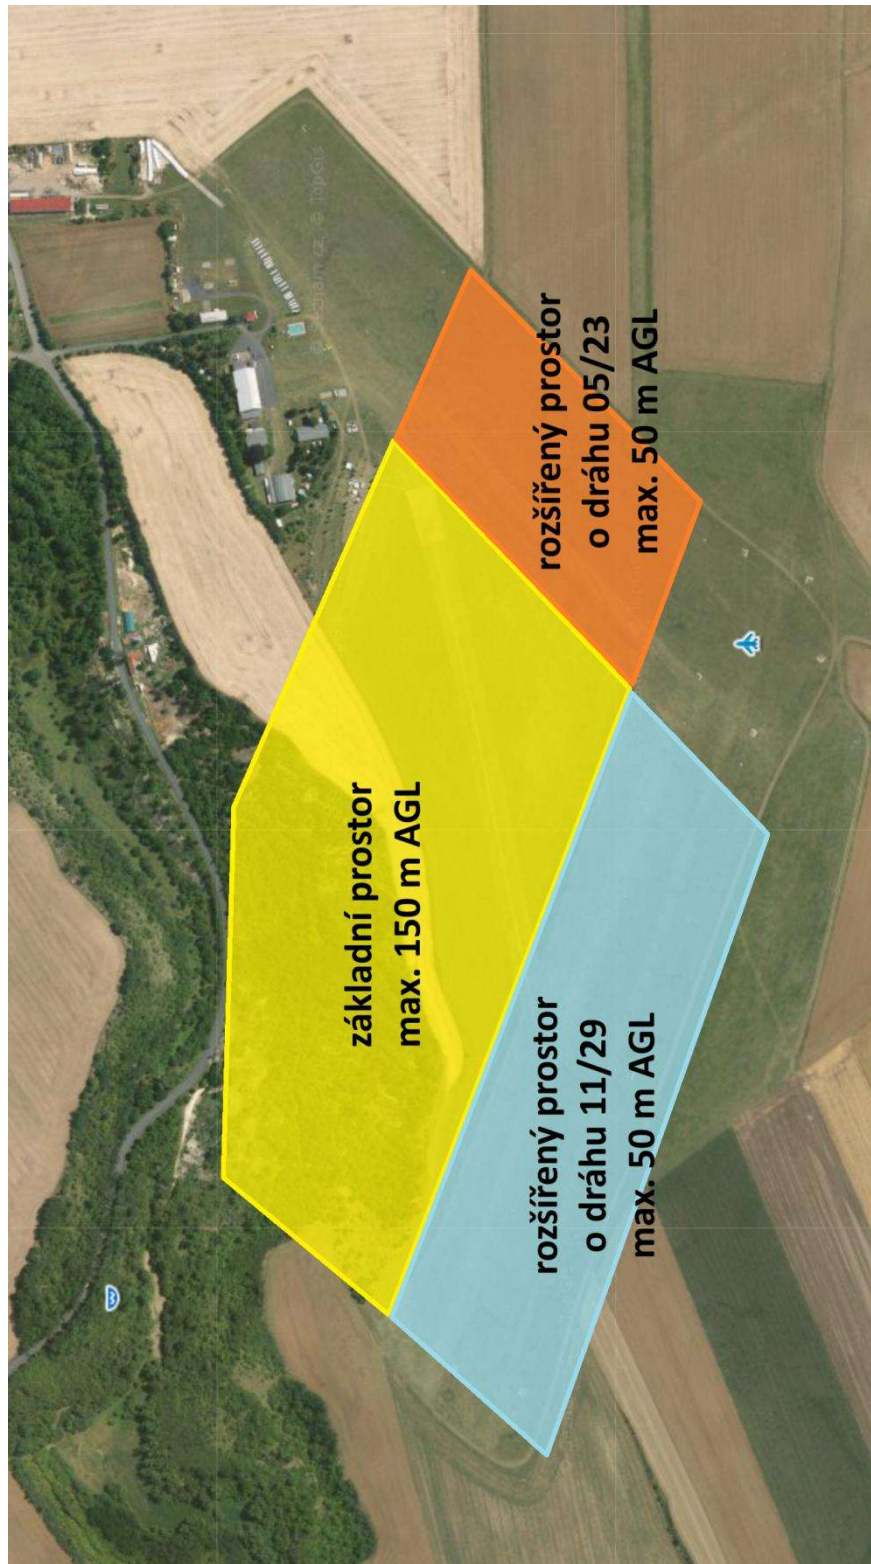 základní prostor
max. 150 m AGL
rozšířený prostor
o dráhu 11/29
max. 50 m AGL
rozšířený prostor
o dráhu 05/23
max. 50 m AGL